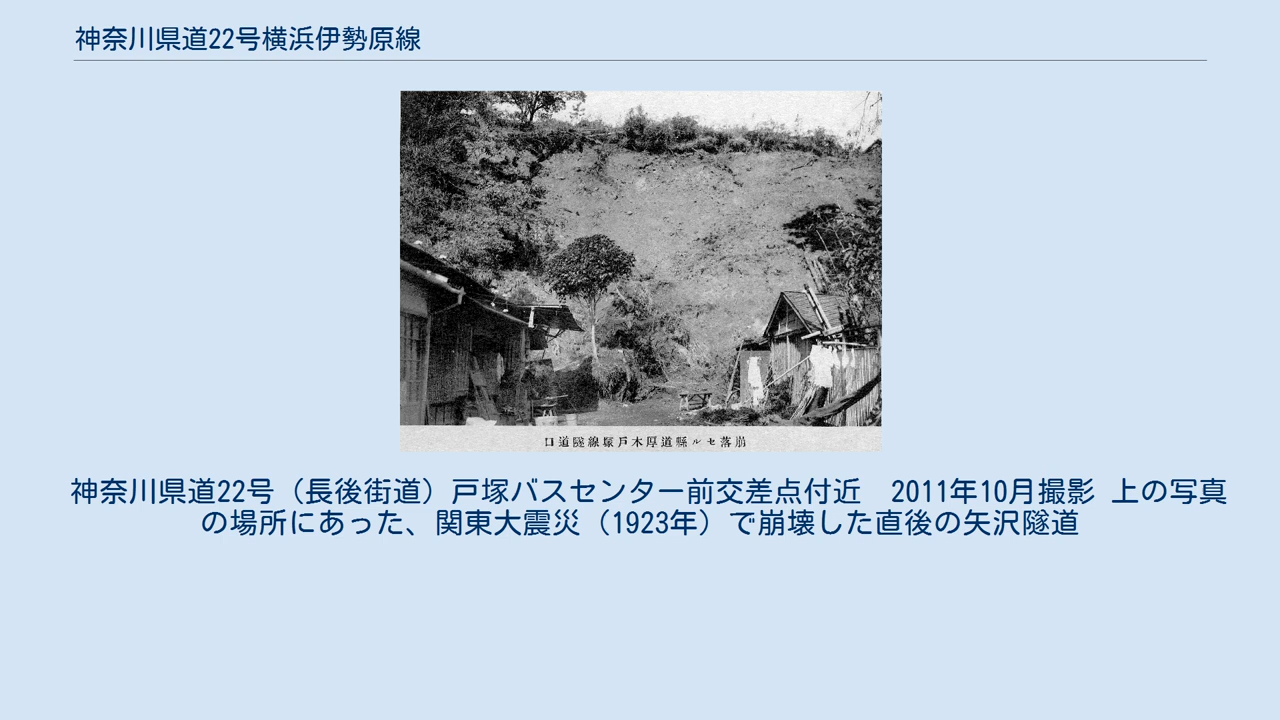 神奈川県道22号横浜伊勢原線
口道隧線塚戸木厚道縣ルセ落崩
神奈川県道22号（長後街道）戸塚バスセンター前交差点付近　2011年10月撮影 上の写真
の場所にあった、関東大震災（1923年）で崩壊した直後の矢沢隧道